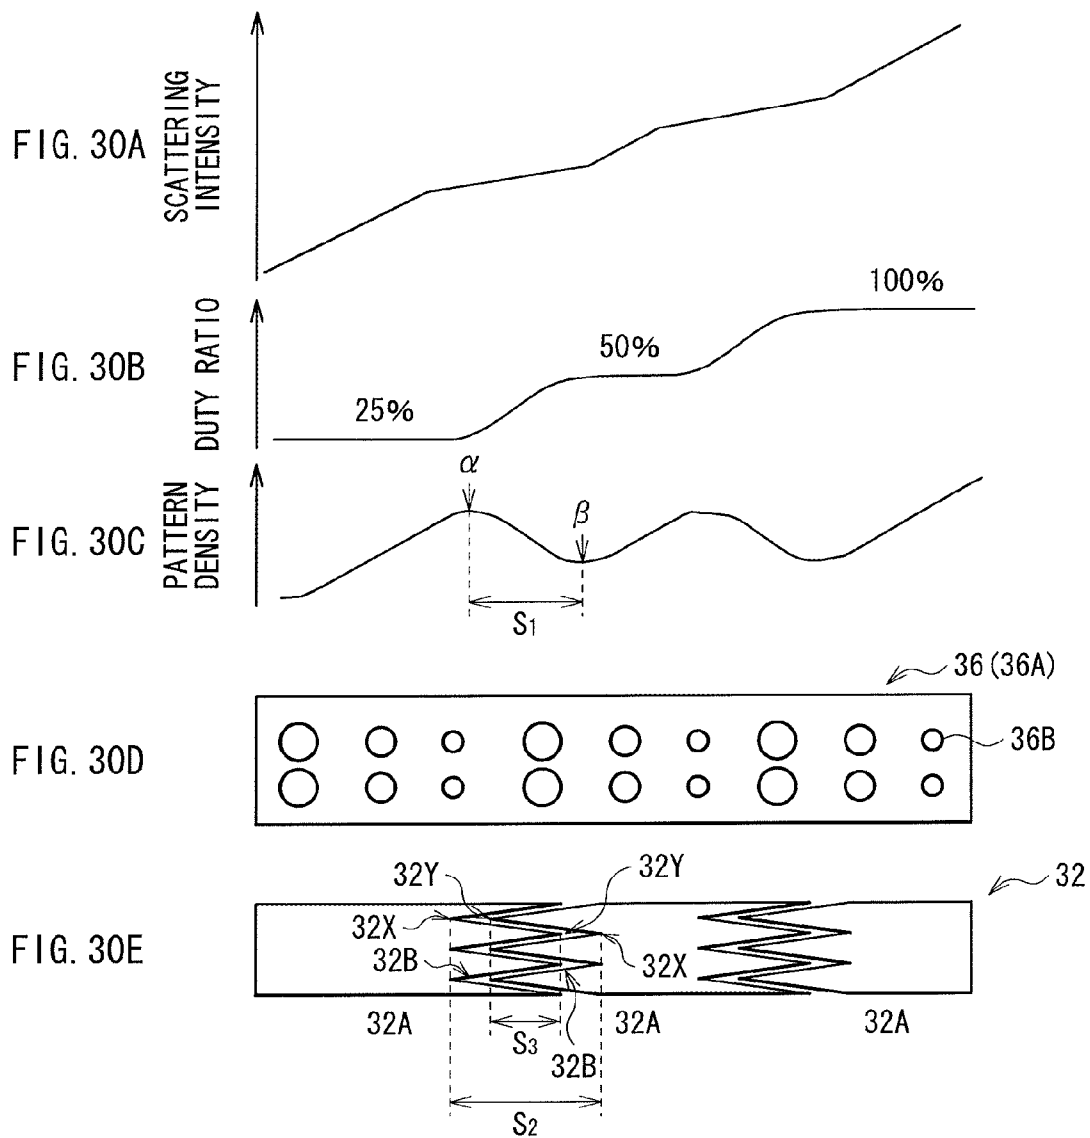 FIG. 30A
SCATTERING
INTENSITY
FIG. 30B
DUTY RATIO
25%
50%
100%
FIG. 30C
PATTERN
DENSITY
α
β
S1
FIG. 30D
36 (36A)
36B
FIG. 30E
32
32Y
32Y
32X
32X
32B
32A
32A
32A
S3
32B
S2